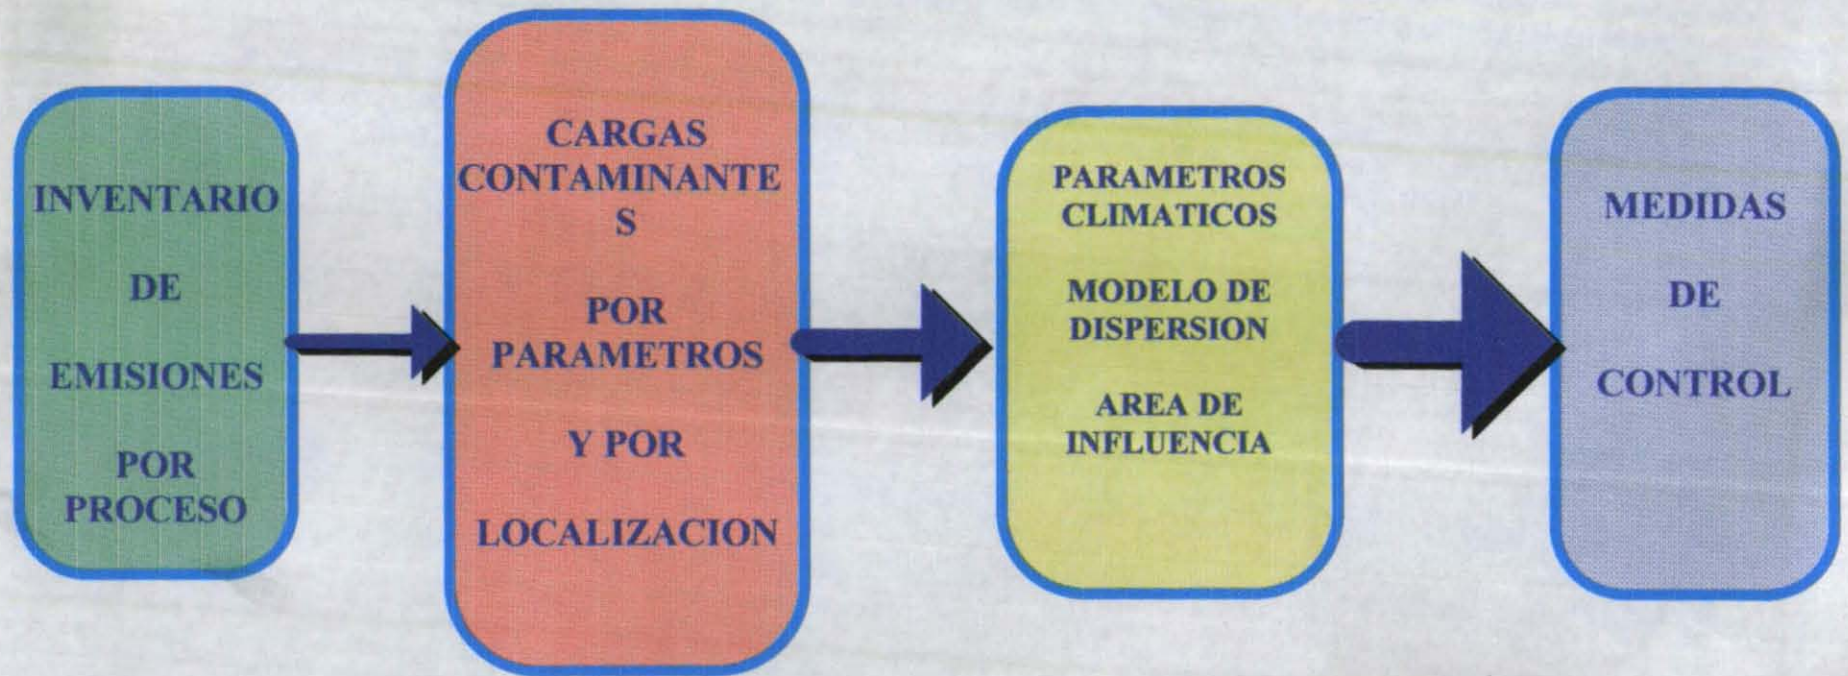 INVENTARIO
DE
EMISIONES
POR
PROCESO
CARGAS
CONTAMINANTE
S
POR
PARAMETROS
Y POR
LOCALIZACION
PARAMETROS
CLIMATICOS
MODELO DE
DISPERSION
AREA DE
INFLUENCIA
MEDIDAS
DE
CONTROL